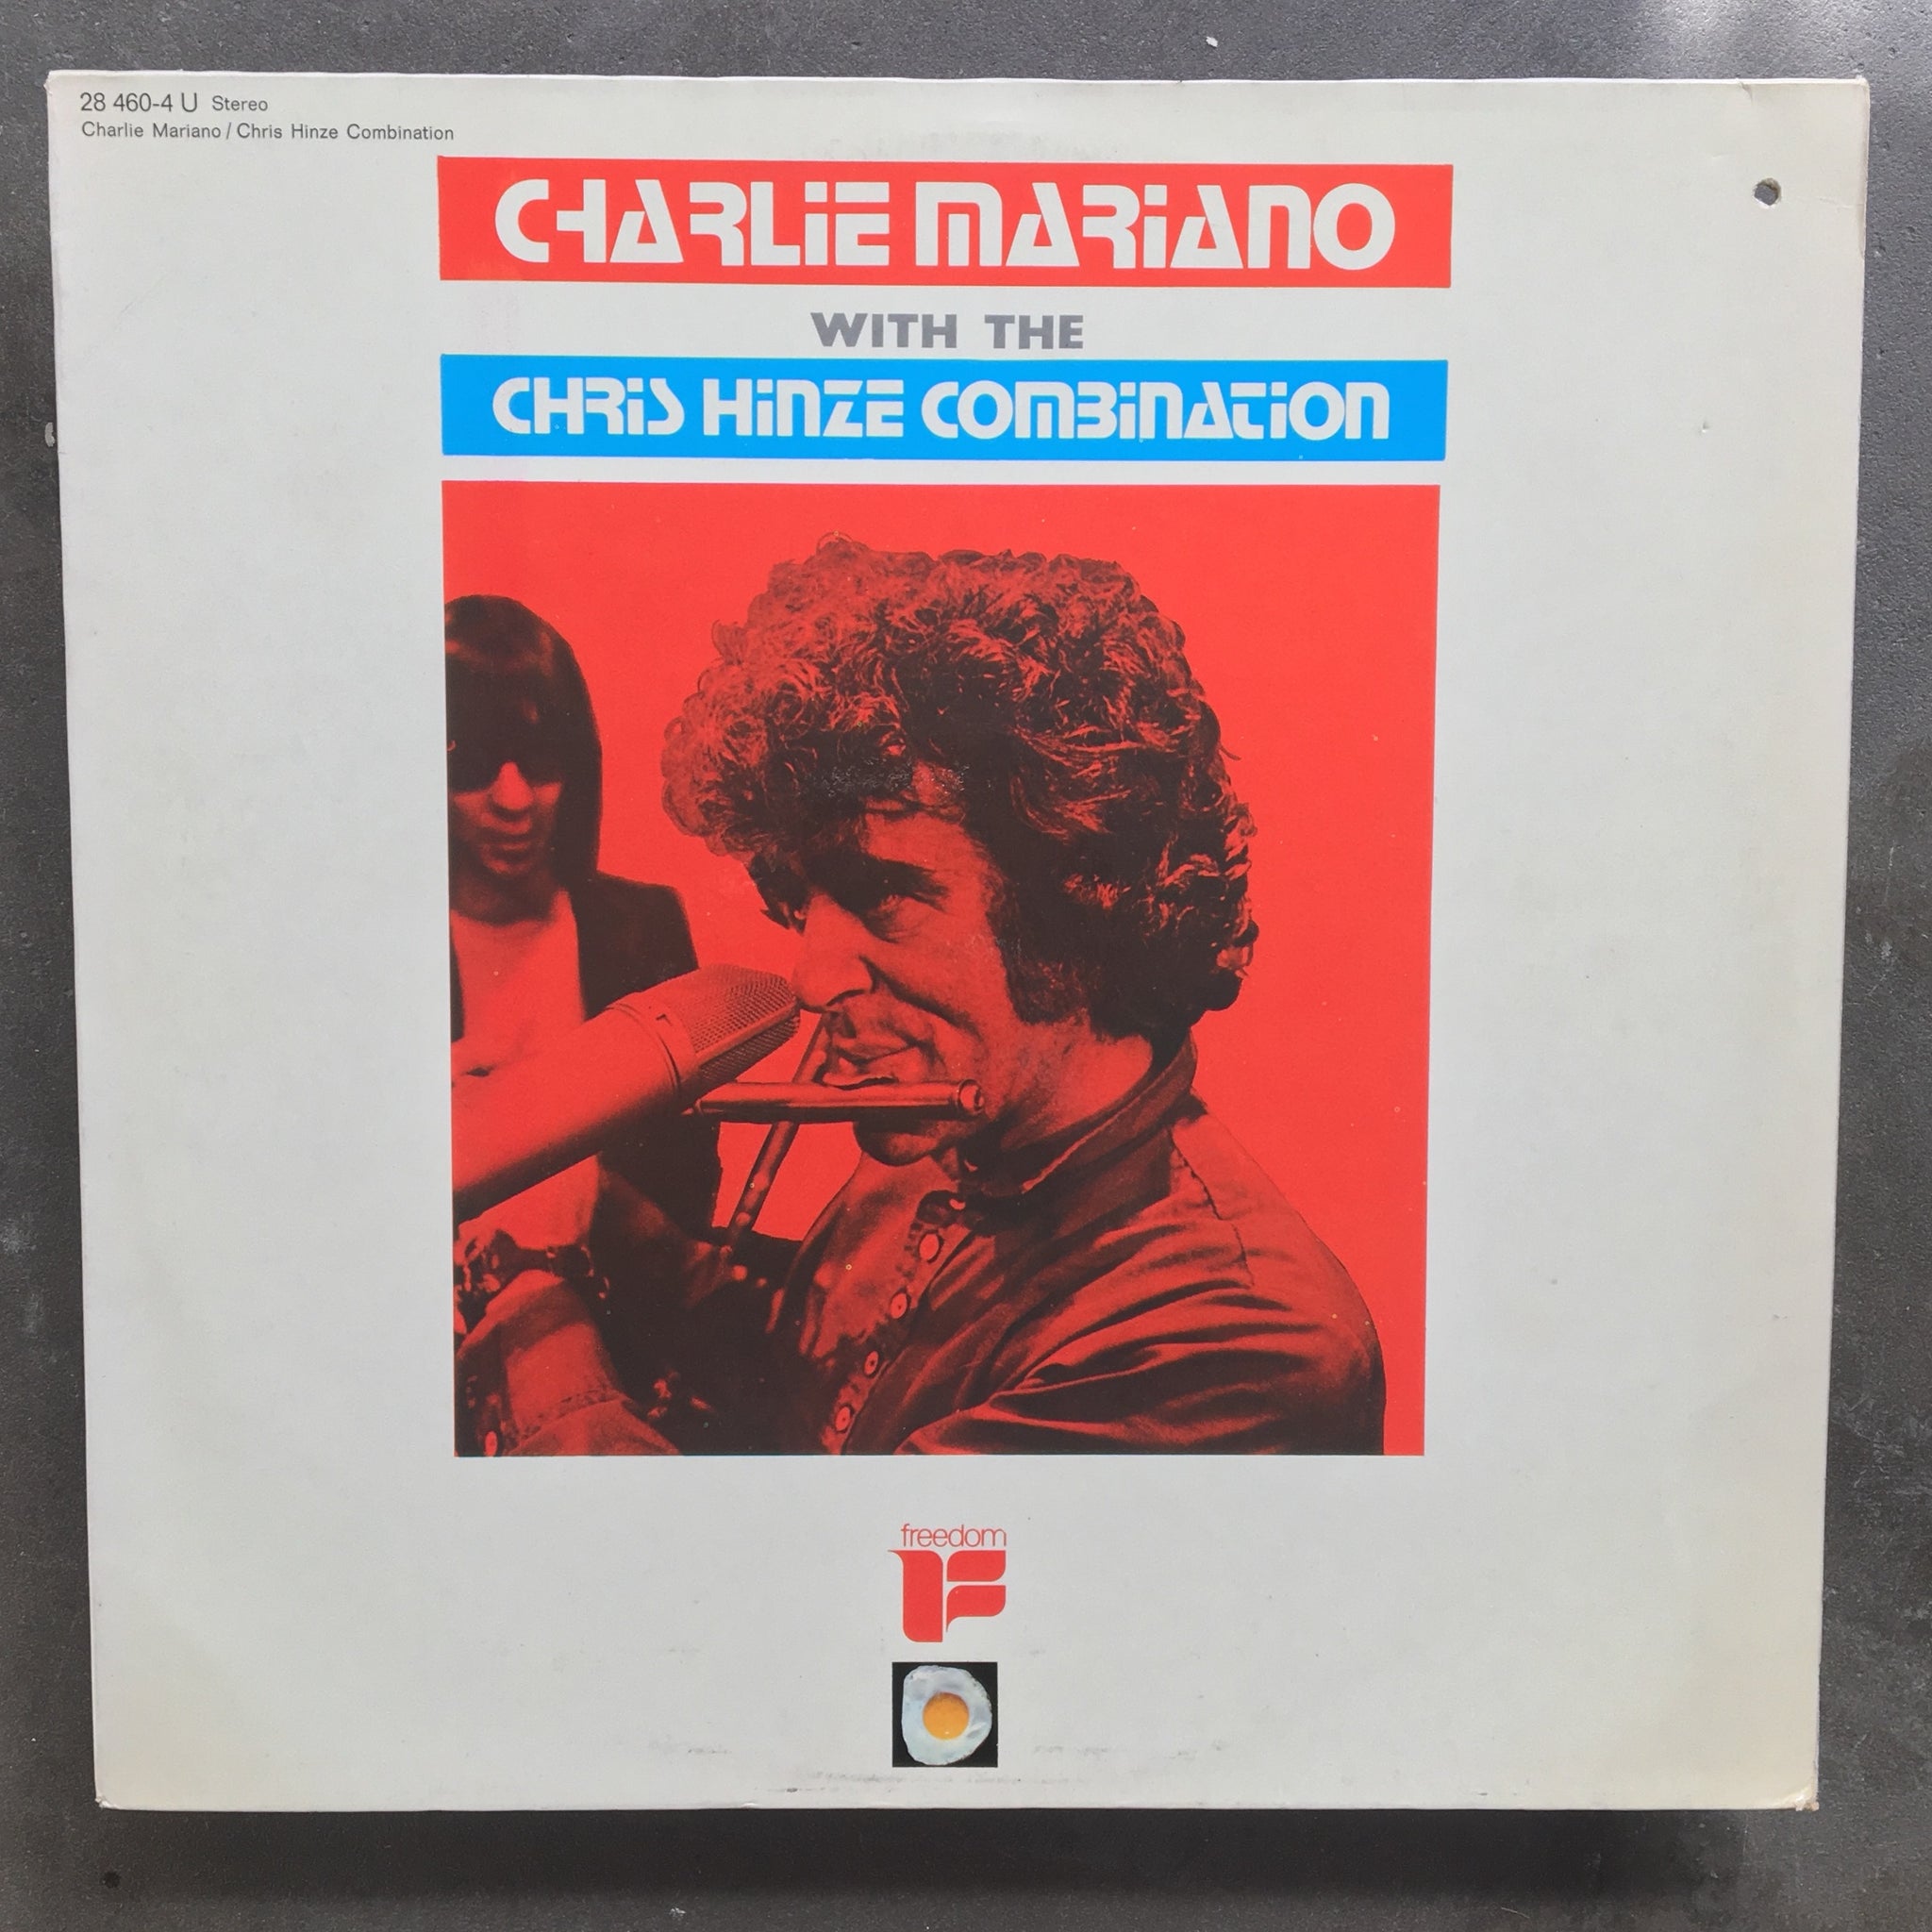 28 460-4 U Stereo
Charlie Mariano / Chris Hinze Combination
CHARLiE MARiANO
WITH THE
CHRiS HiNZE COMBiNATiON
freedom
F